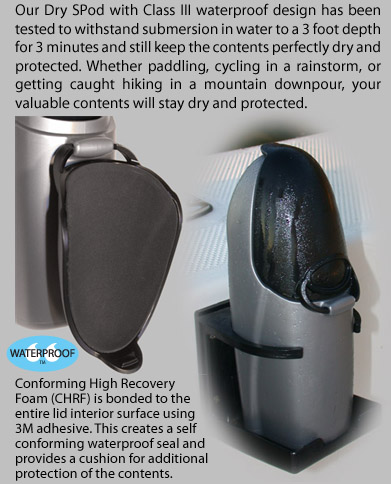 Our Dry SPod with Class III waterproof design has been
tested to withstand submersion in water to a 3 foot depth
for 3 minutes and still keep the contents perfectly dry and
protected. Whether paddling, cycling in a rainstorm, or
getting caught hiking in a mountain downpour, your
valuable contents will stay dry and protected.
WATERPROOF
TM
Conforming High Recovery
Foam (CHRF) is bonded to the
entire lid interior surface using
3M adhesive. This creates a self
conforming waterproof seal and
provides a cushion for additional
protection of the contents.